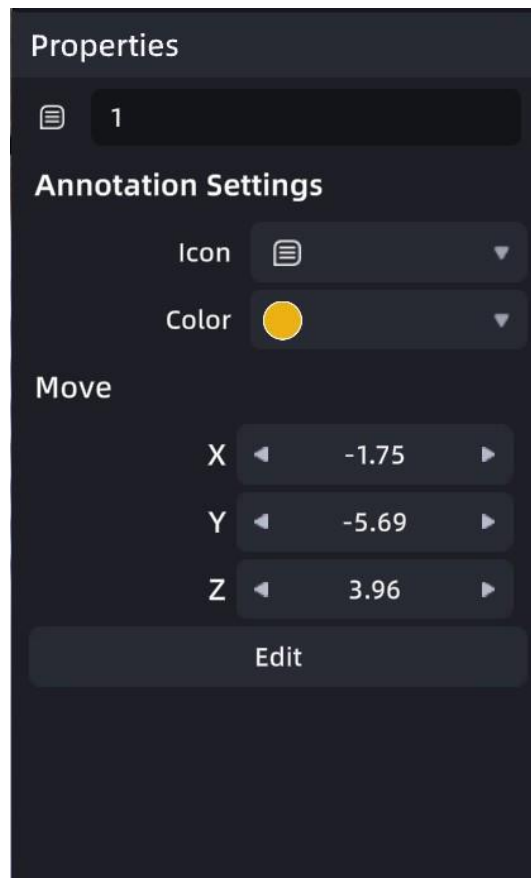 Properties
1
Annotation Settings
Icon
Color
Move
X -1.75
Y -5.69
Z 3.96
Edit